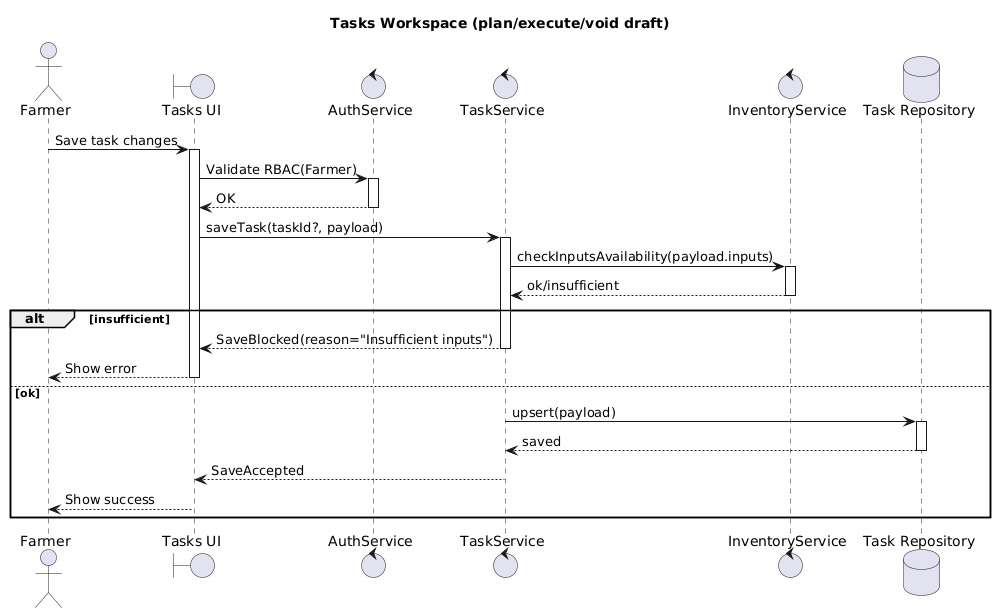 Tasks Workspace (plan/execute/void draft)
Farmer
Tasks UI
AuthService
TaskService
InventoryService
Task Repository
Save task changes
Validate RBAC(Farmer)
OK
saveTask(taskId?, payload)
checkInputsAvailability(payload.inputs)
ok/insufficient
alt
[insufficient]
SaveBlocked(reason="Insufficient inputs")
Show error
[ok]
upsert(payload)
saved
SaveAccepted
Show success
Farmer
Tasks UI
AuthService
TaskService
InventoryService
Task Repository